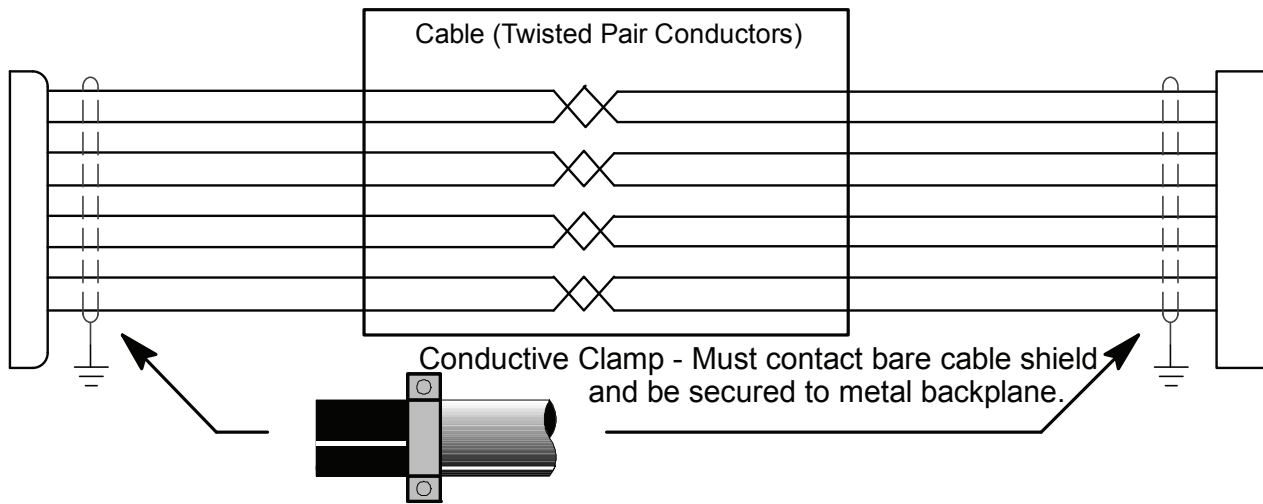 Cable (Twisted Pair Conductors)
Conductive Clamp - Must contact bare cable shield
and be secured to metal backplane.